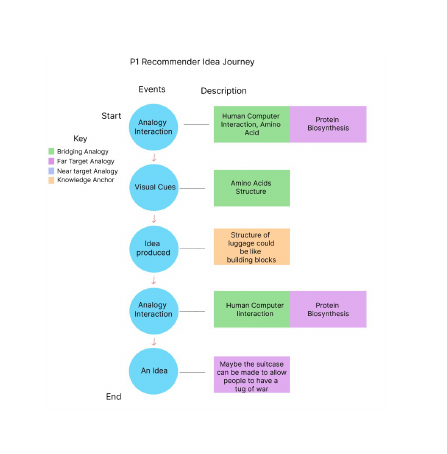 P1 Recommender Idea Journey
Events
Description
Start
Analogy
Interaction
Human Computer
Interaction, Amino
Acid
Protein
Biosynthesis
Key
Bridging Analogy
Far Target Analogy
Near target Analogy
Knowledge Anchor
Visual Cues
Amino Acids
Structure
Idea
produced
Structure of
luggage could
be like
building blocks
Analogy
Interaction
Human Computer
Iinteraction
Protein
Biosynthesis
An Idea
Maybe the suitcase
can be made to allow
people to have a
tug of war
End